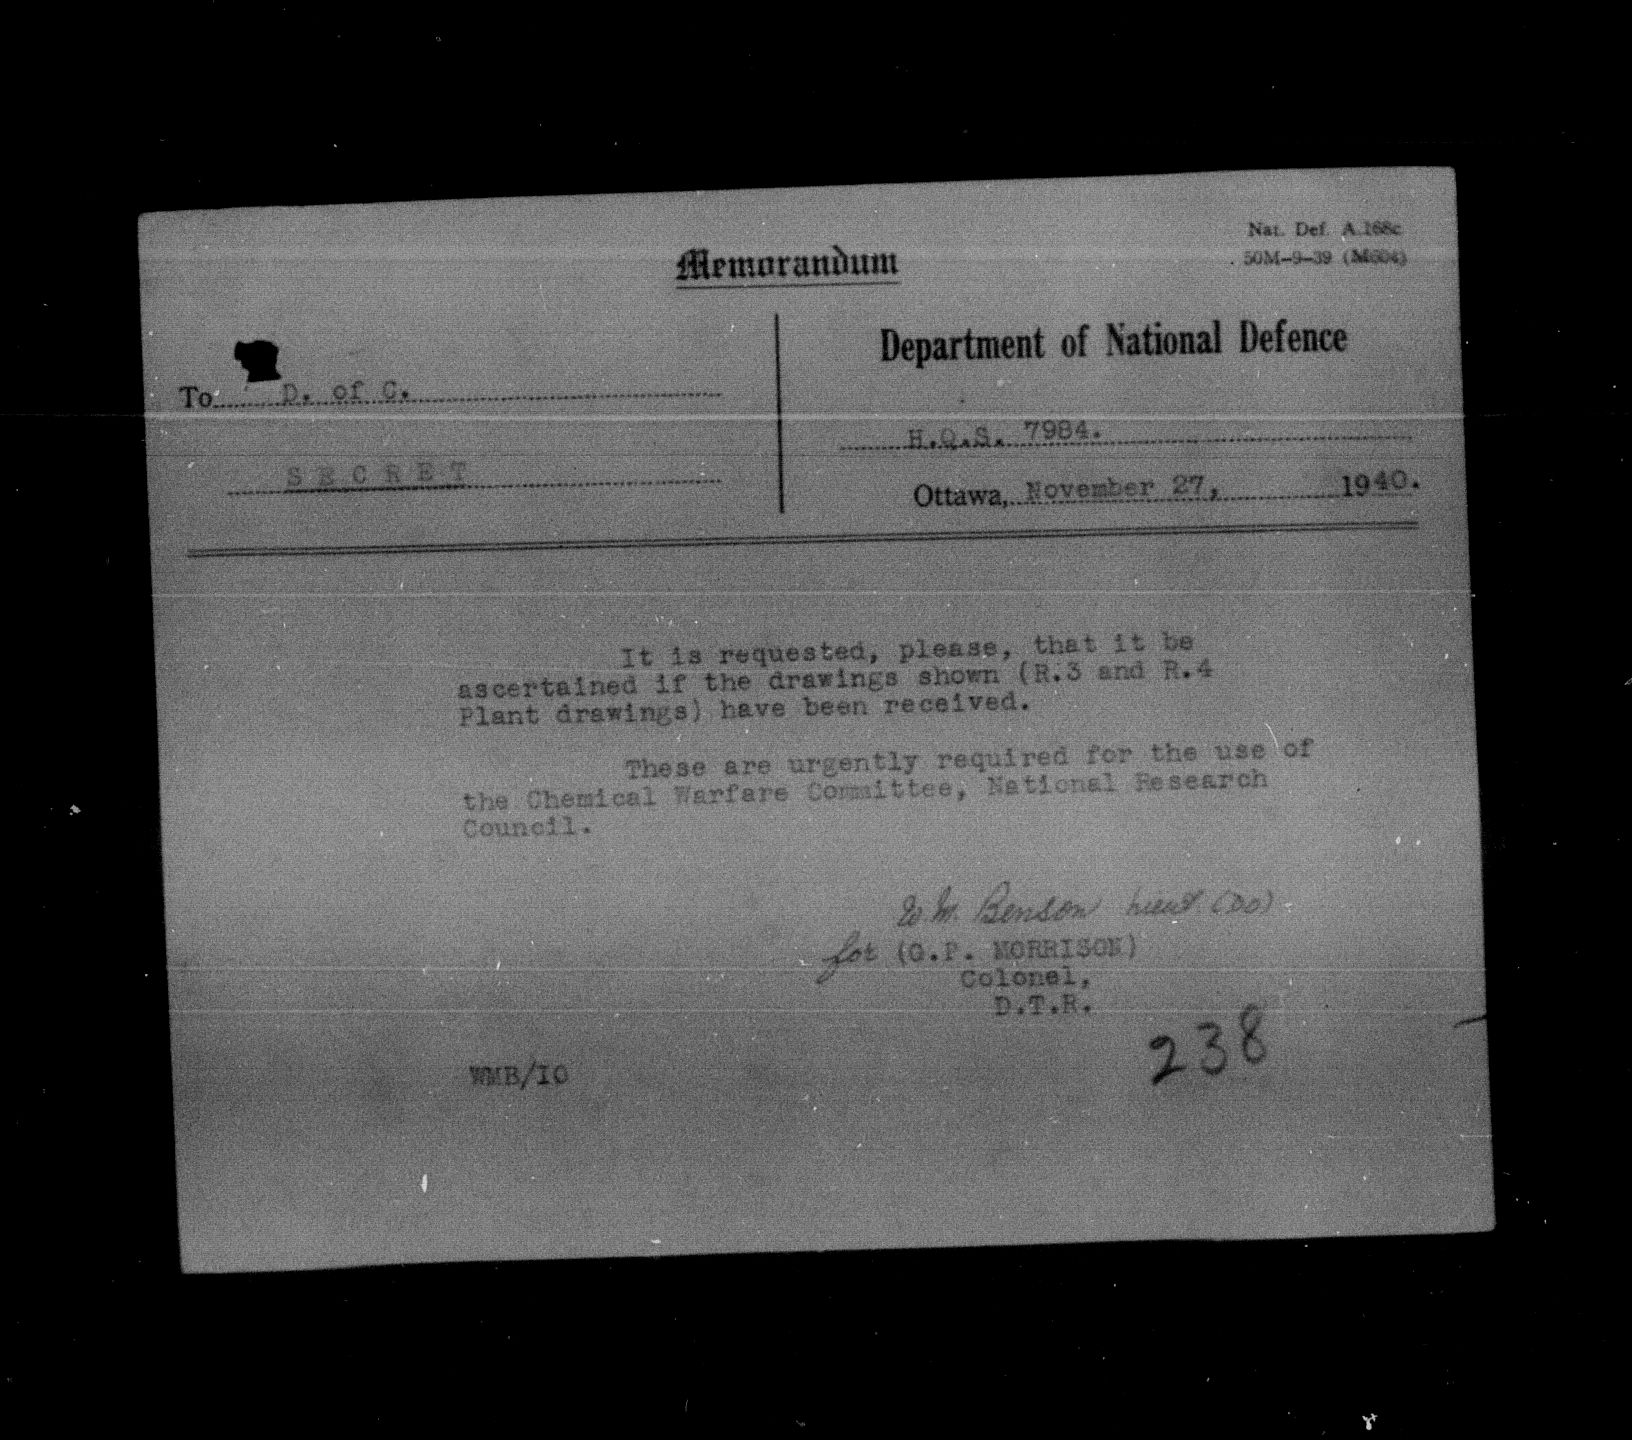 Nat. Def. A.168c
50M-9-39 (M604)
Memorandum
Department of National Defence
To D. of C.
H.Q.S. 7984.
SECRET
Ottawa, November 27, 1940.
It is requested, please, that it be
ascertained if the drawings shown (R.3 and R.4
Plant drawings) have been received.
These are urgently required for the use of
the Chemical Warfare Committee, National Research
Council.
W.M. Benson Lieut (DO)
for (G.P. MORRISON)
Colonel,
D.T.R.
238
WMB/IO